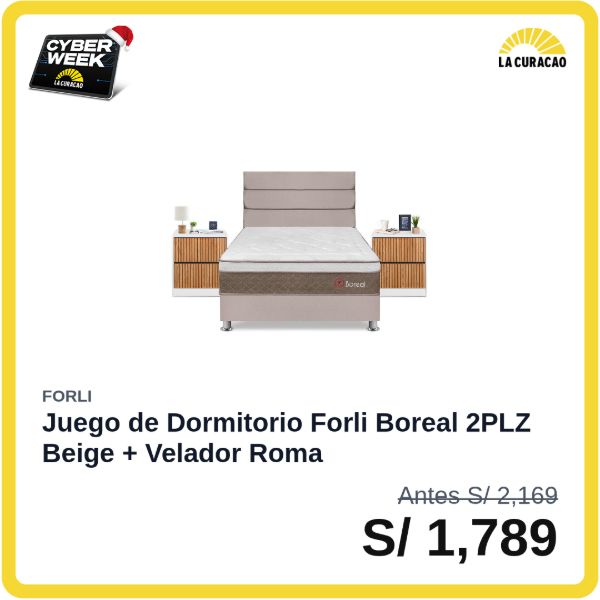 CYBER
WEEK
LA CURACAO
LA CURACAO
Boreal
FORLI
Juego de Dormitorio Forli Boreal 2PLZ
Beige + Velador Roma
Antes S/ 2,169
S/ 1,789